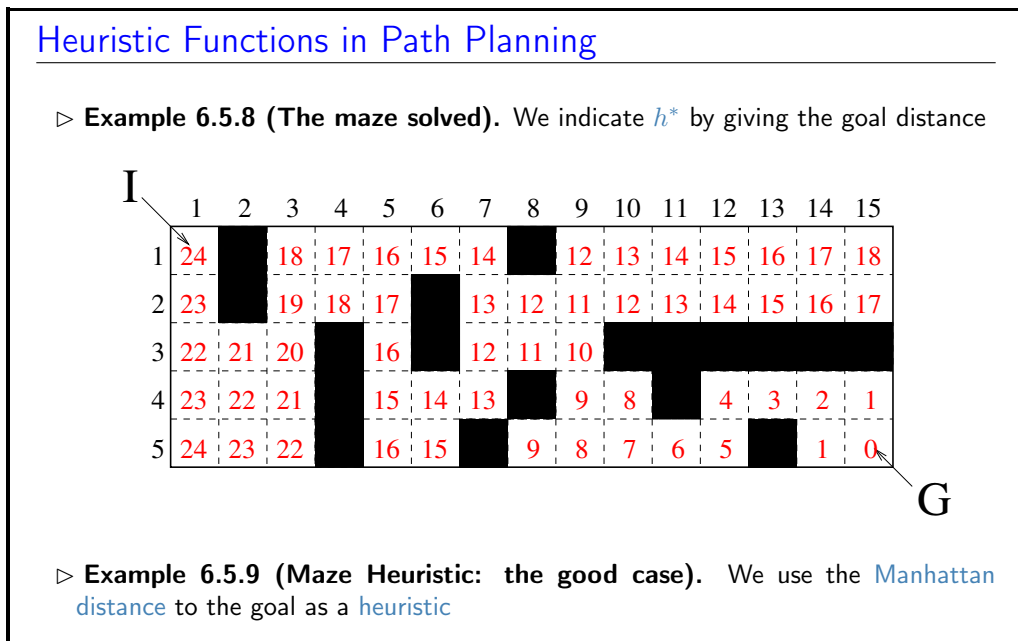 Heuristic Functions in Path Planning
▷ Example 6.5.8 (The maze solved). We indicate h* by giving the goal distance
I
1 2 3 4 5 6 7 8 9 10 11 12 13 14 15
1 24 18 17 16 15 14 12 13 14 15 16 17 18
2 23 19 18 17 13 12 11 12 13 14 15 16 17
3 22 21 20 16 12 11 10
4 23 22 21 15 14 13 9 8 4 3 2 1
5 24 23 22 16 15 9 8 7 6 5 1 0
G
▷ Example 6.5.9 (Maze Heuristic: the good case). We use the Manhattan
distance to the goal as a heuristic